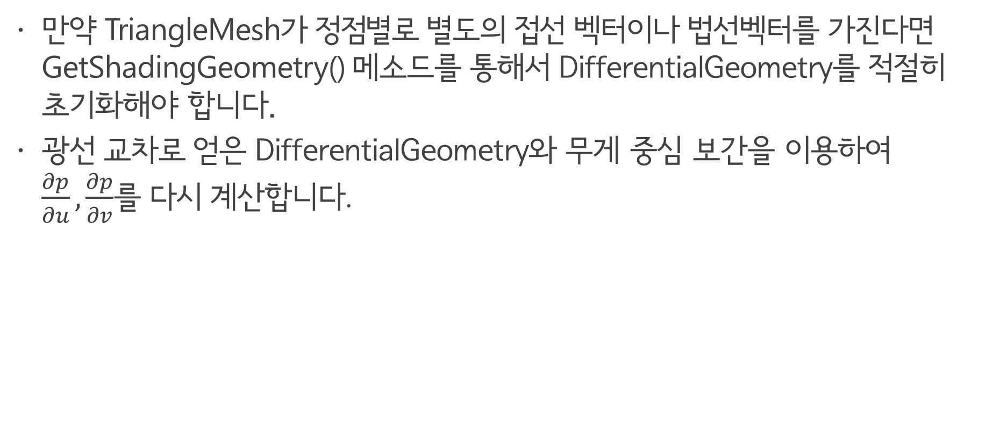 · 만약 TriangleMesh가 정점별로 별도의 접선 벡터이나 법선벡터를 가진다면
GetShadingGeometry() 메소드를 통해서 DifferentialGeometry를 적절히
초기화해야 합니다.
· 광선 교차로 얻은 DifferentialGeometry와 무게 중심 보간을 이용하여
∂p/∂u, ∂p/∂v를 다시 계산합니다.